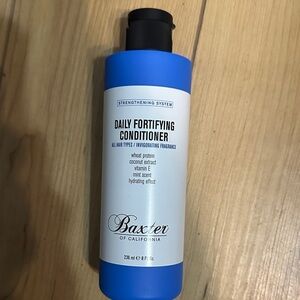 STRENGTHENING SYSTEM
DAILY FORTIFYING
CONDITIONER
ALL HAIR TYPES / INVIGORATING FRAGRANCE
wheat protein
coconut extract
vitamin E
mint scent
hydrating effect
Baxter
OF CALIFORNIA
236 ml ℮ 8 Fl Oz.